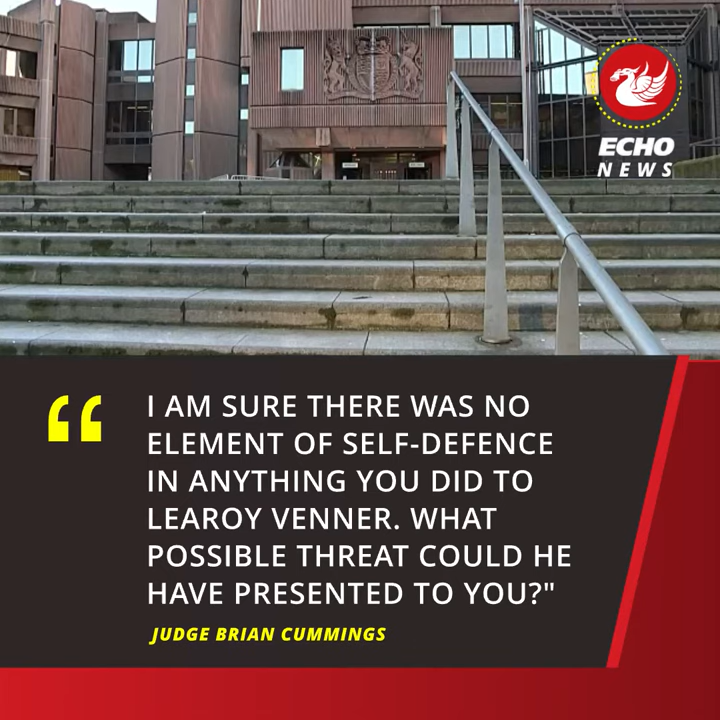 ECHO
NEWS
“
I AM SURE THERE WAS NO
ELEMENT OF SELF-DEFENCE
IN ANYTHING YOU DID TO
LEAROY VENNER. WHAT
POSSIBLE THREAT COULD HE
HAVE PRESENTED TO YOU?"
JUDGE BRIAN CUMMINGS